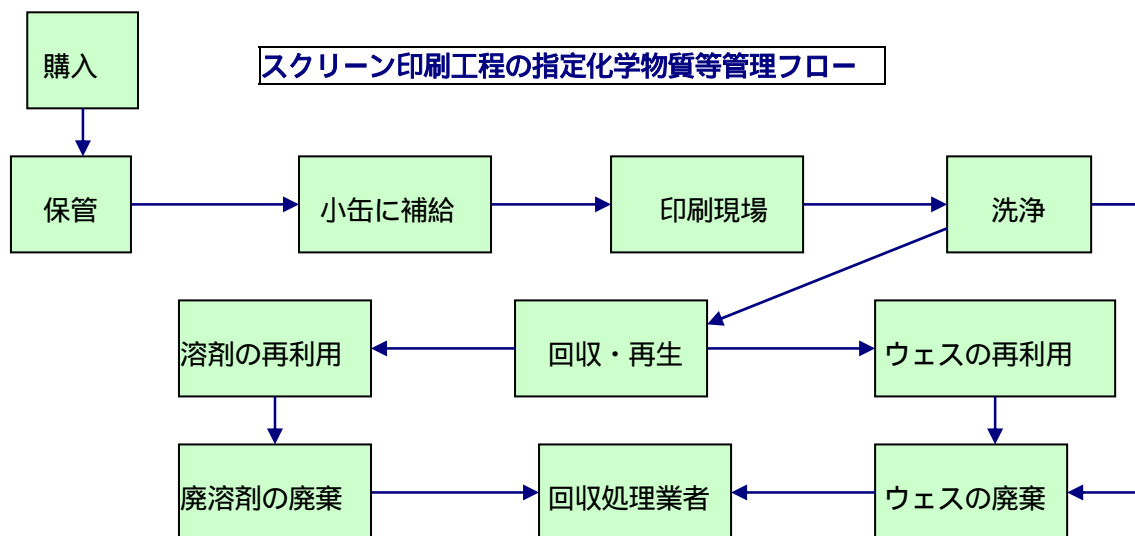 購入
スクリーン印刷工程の指定化学物質等管理フロー
保管
小缶に補給
印刷現場
洗浄
溶剤の再利用
回収・再生
ウェスの再利用
廃溶剤の廃棄
回収処理業者
ウェスの廃棄